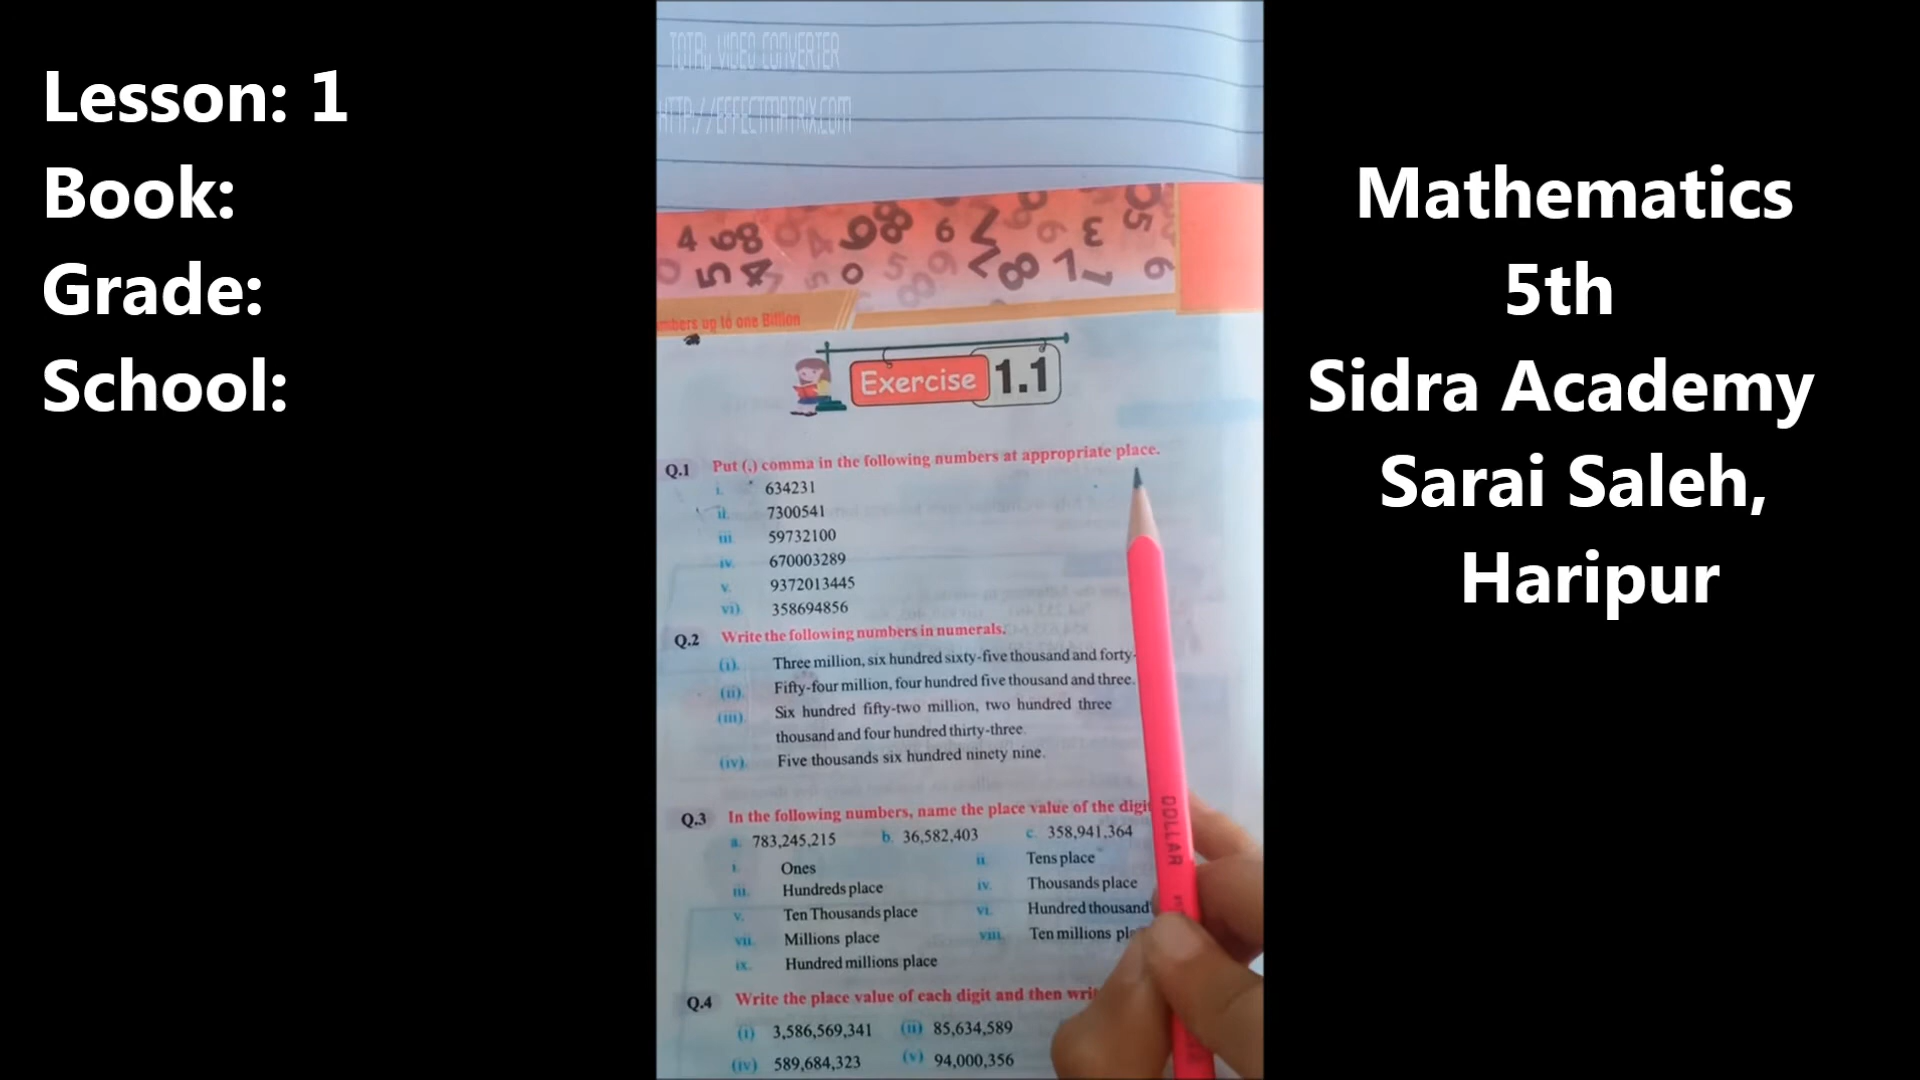 Lesson: 1
Book:
Grade:
School:
Mathematics
5th
Sidra Academy
Sarai Saleh,
Haripur
TOTAL VIDEO CONVERTER
HTTP://EFFECTMATRIX.COM
up to one Billion
Exercise 1.1
Q.1 Put (,) comma in the following numbers at appropriate place.
i. 634231
ii. 7300541
iii. 59732100
iv. 670003289
v. 9372013445
vi) 358694856
Q.2 Write the following numbers in numerals.
(i). Three million, six hundred sixty-five thousand and forty-
(ii). Fifty-four million, four hundred five thousand and three.
(iii). Six hundred fifty-two million, two hundred three
thousand and four hundred thirty-three.
(iv). Five thousands six hundred ninety nine.
Q.3 In the following numbers, name the place value of the
a. 783,245,215 b. 36,582,403 c. 358,941,364
i. Ones ii. Tens place
iii. Hundreds place iv. Thousands place
v. Ten Thousands place vi. Hundred thousand
vii. Millions place viii. Ten millions
ix. Hundred millions place
Q.4 Write the place value of each digit and then
(i) 3,586,569,341 (ii) 85,634,589
(iv) 589,684,323 (v) 94,000,356
DOLLAR